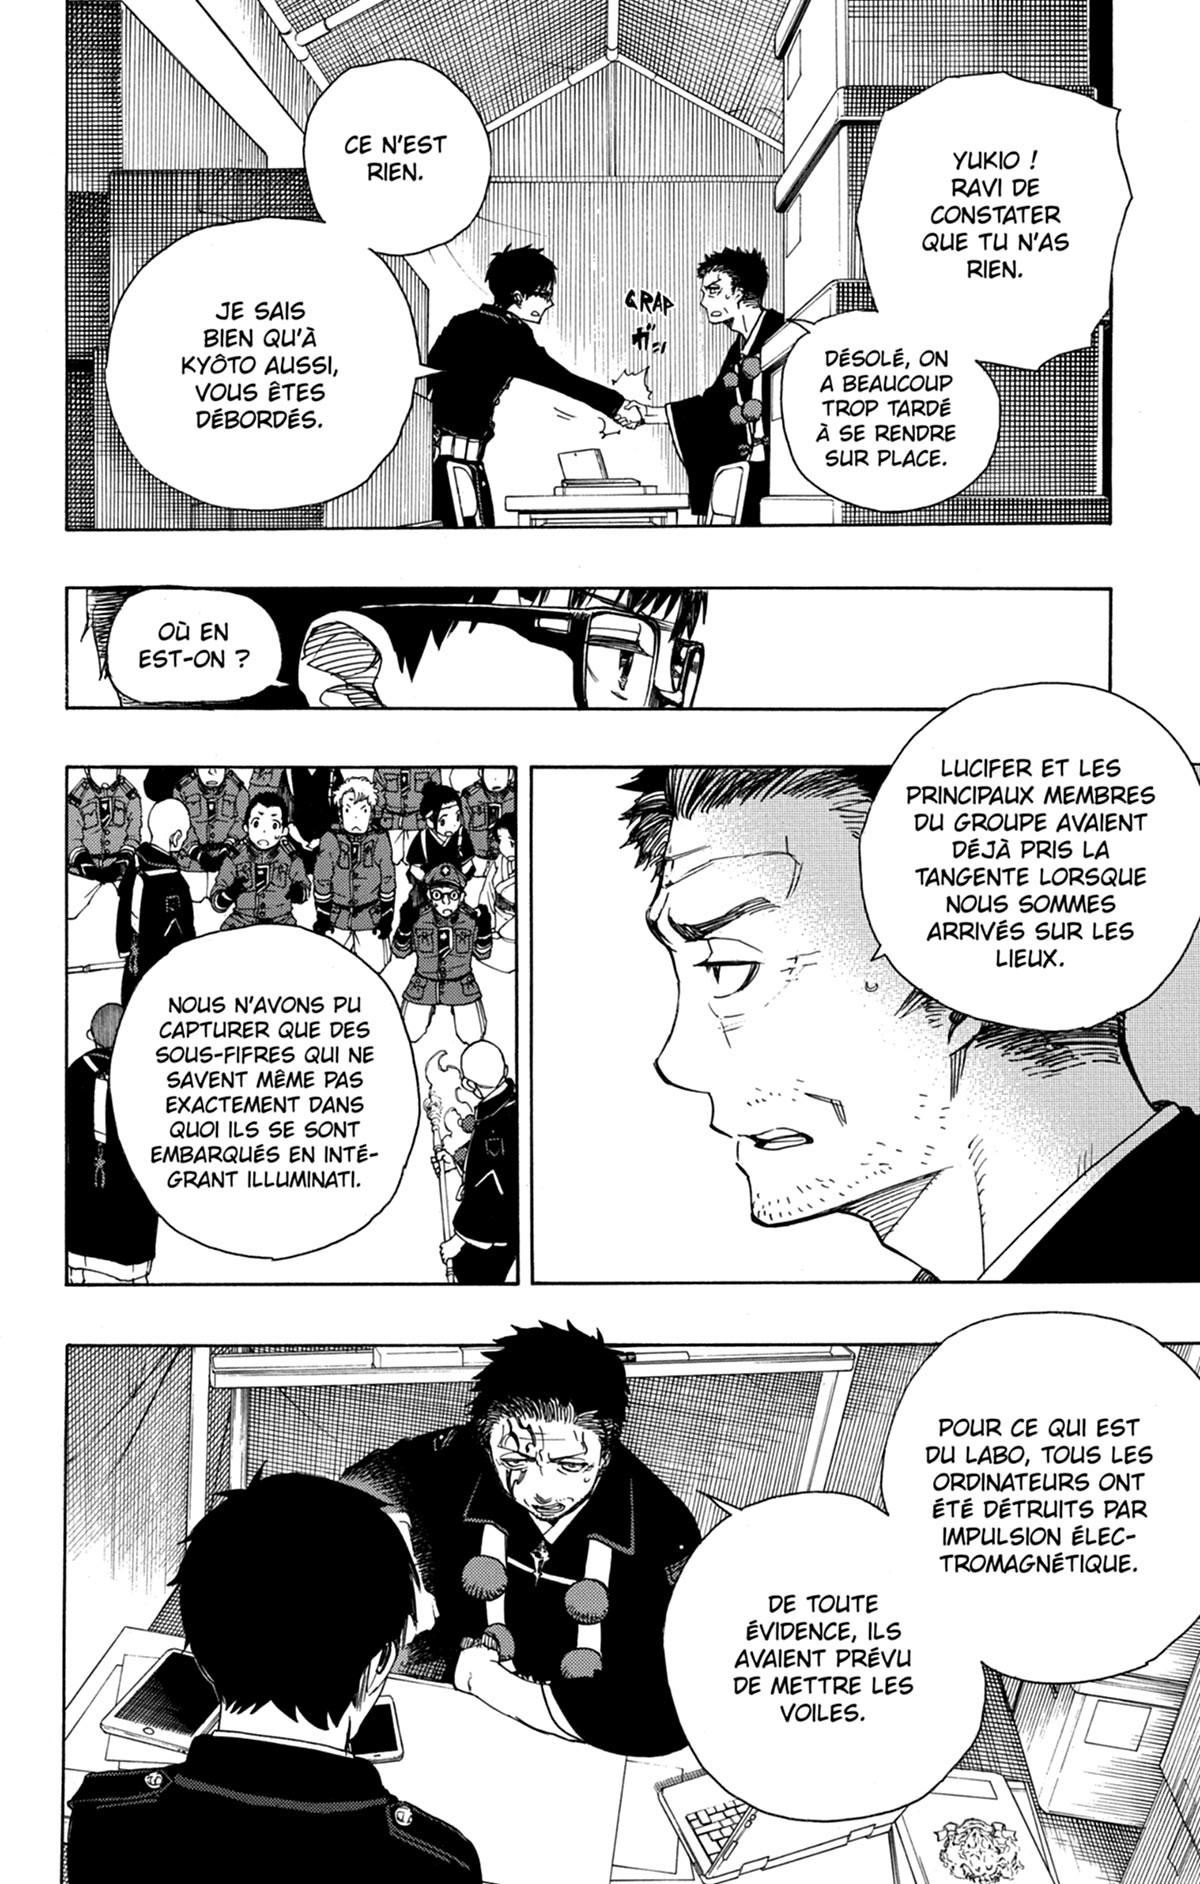 YUKIO !
RAVI DE
CONSTATER
QUE TU N'AS
RIEN.
DÉSOLÉ, ON
A BEAUCOUP
TROP TARDÉ
À SE RENDRE
SUR PLACE.
GRAP
ガシッ
CE N'EST
RIEN.
JE SAIS
BIEN QU'À
KYÔTO AUSSI,
VOUS ÊTES
DÉBORDÉS.
OÙ EN
EST-ON ?
LUCIFER ET LES
PRINCIPAUX MEMBRES
DU GROUPE AVAIENT
DÉJÀ PRIS LA
TANGENTE LORSQUE
NOUS SOMMES
ARRIVÉS SUR LES
LIEUX.
NOUS N'AVONS PU
CAPTURER QUE DES
SOUS-FIFRES QUI NE
SAVENT MÊME PAS
EXACTEMENT DANS
QUOI ILS SE SONT
EMBARQUÉS EN INTÉ-
GRANT ILLUMINATI.
POUR CE QUI EST
DU LABO, TOUS LES
ORDINATEURS ONT
ÉTÉ DÉTRUITS PAR
IMPULSION ÉLEC-
TROMAGNÉTIQUE.
DE TOUTE
ÉVIDENCE, ILS
AVAIENT PRÉVU
DE METTRE LES
VOILES.